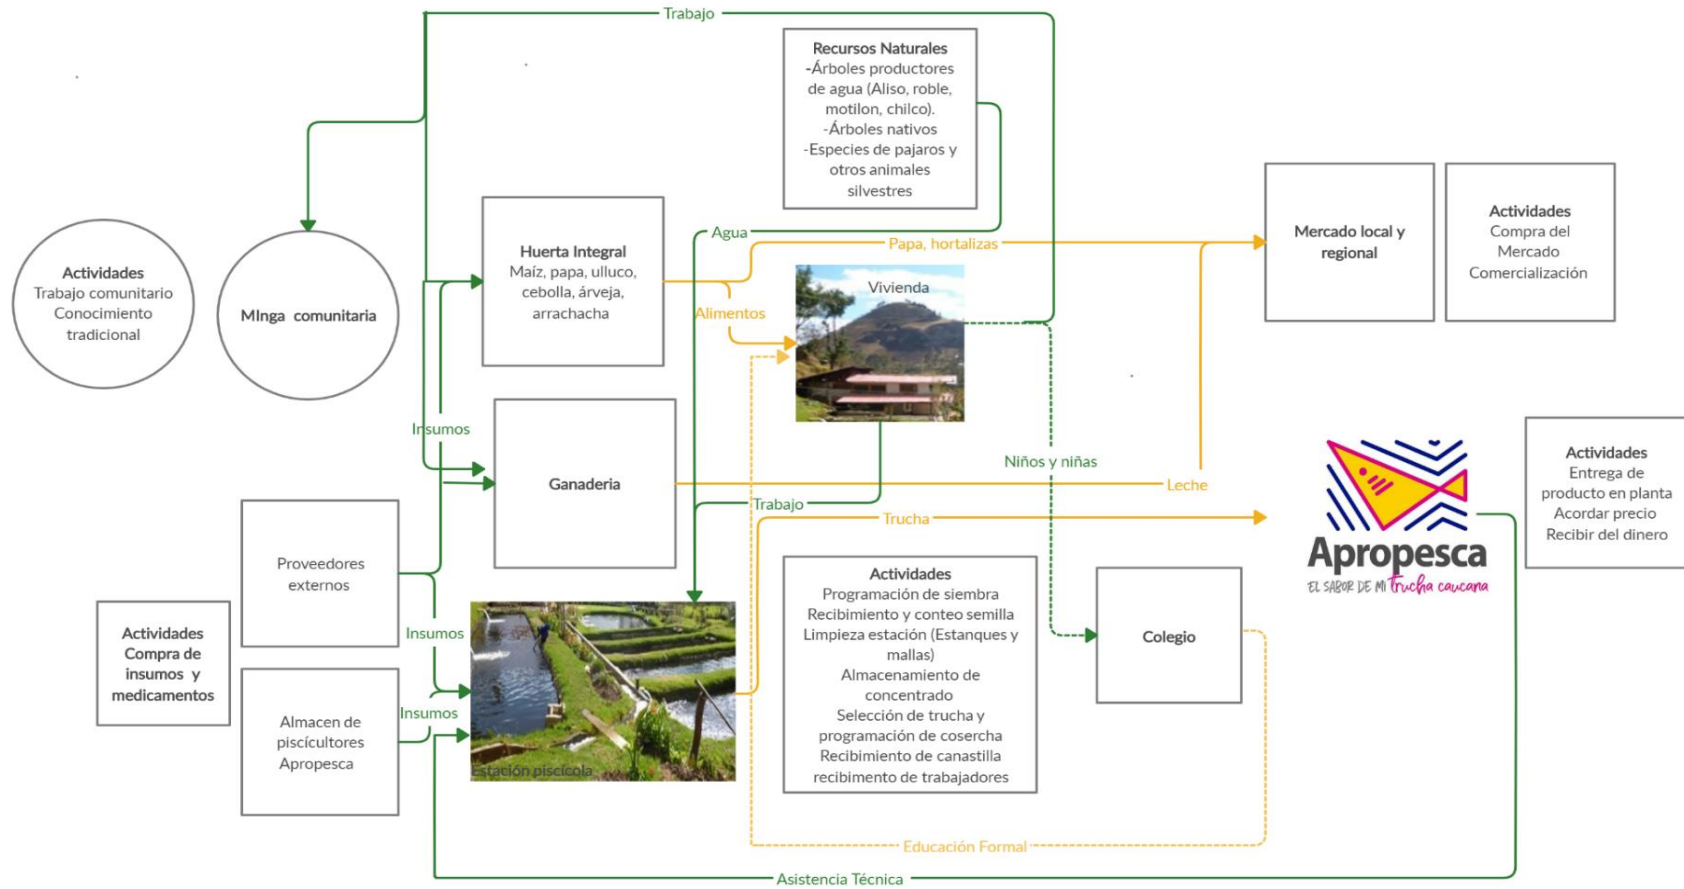 Trabajo
Recursos Naturales
-Árboles productores
de agua (Aliso, roble,
motilon, chilco).
-Árboles nativos
-Especies de pajaros y
otros animales
silvestres
Actividades
Trabajo comunitario
Conocimiento
tradicional
MInga comunitaria
Huerta Integral
Maíz, papa, ulluco,
cebolla, árveja,
arrachacha
Agua
Papa, hortalizas
Alimentos
Vivienda
Mercado local y
regional
Actividades
Compra del
Mercado
Comercialización
Insumos
Ganaderia
Niños y niñas
Leche
Trabajo
Trucha
Apropesca
EL SABOR DE MI trucha caucana
Actividades
Entrega de
producto en planta
Acordar precio
Recibir del dinero
Proveedores
externos
Actividades
Compra de
insumos y
medicamentos
Insumos
Insumos
Almacen de
piscícultores
Apropesca
Estación piscícola
Actividades
Programación de siembra
Recibimiento y conteo semilla
Limpieza estación (Estanques y
mallas)
Almacenamiento de
concentrado
Selección de trucha y
programación de cosercha
Recibimiento de canastilla
recibimento de trabajadores
Colegio
Educación Formal
Asistencia Técnica